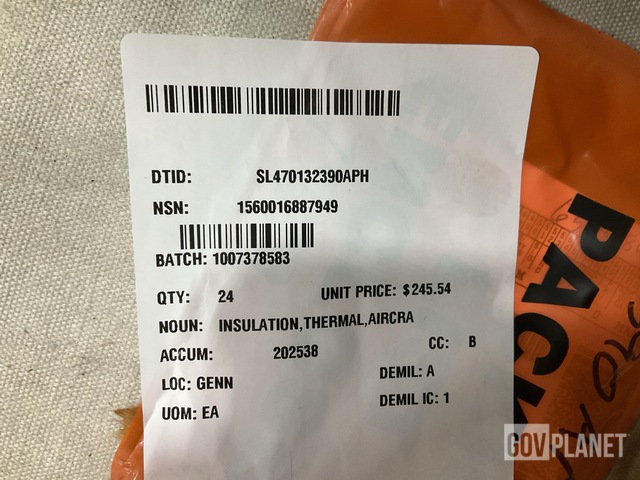 DTID: SL470132390APH
NSN: 1560016887949
BATCH: 1007378583
QTY: 24 UNIT PRICE: $245.54
NOUN: INSULATION,THERMAL,AIRCRA
ACCUM: 202538 CC: B
LOC: GENN DEMIL: A
UOM: EA DEMIL IC: 1
PACK
GOVPLANET